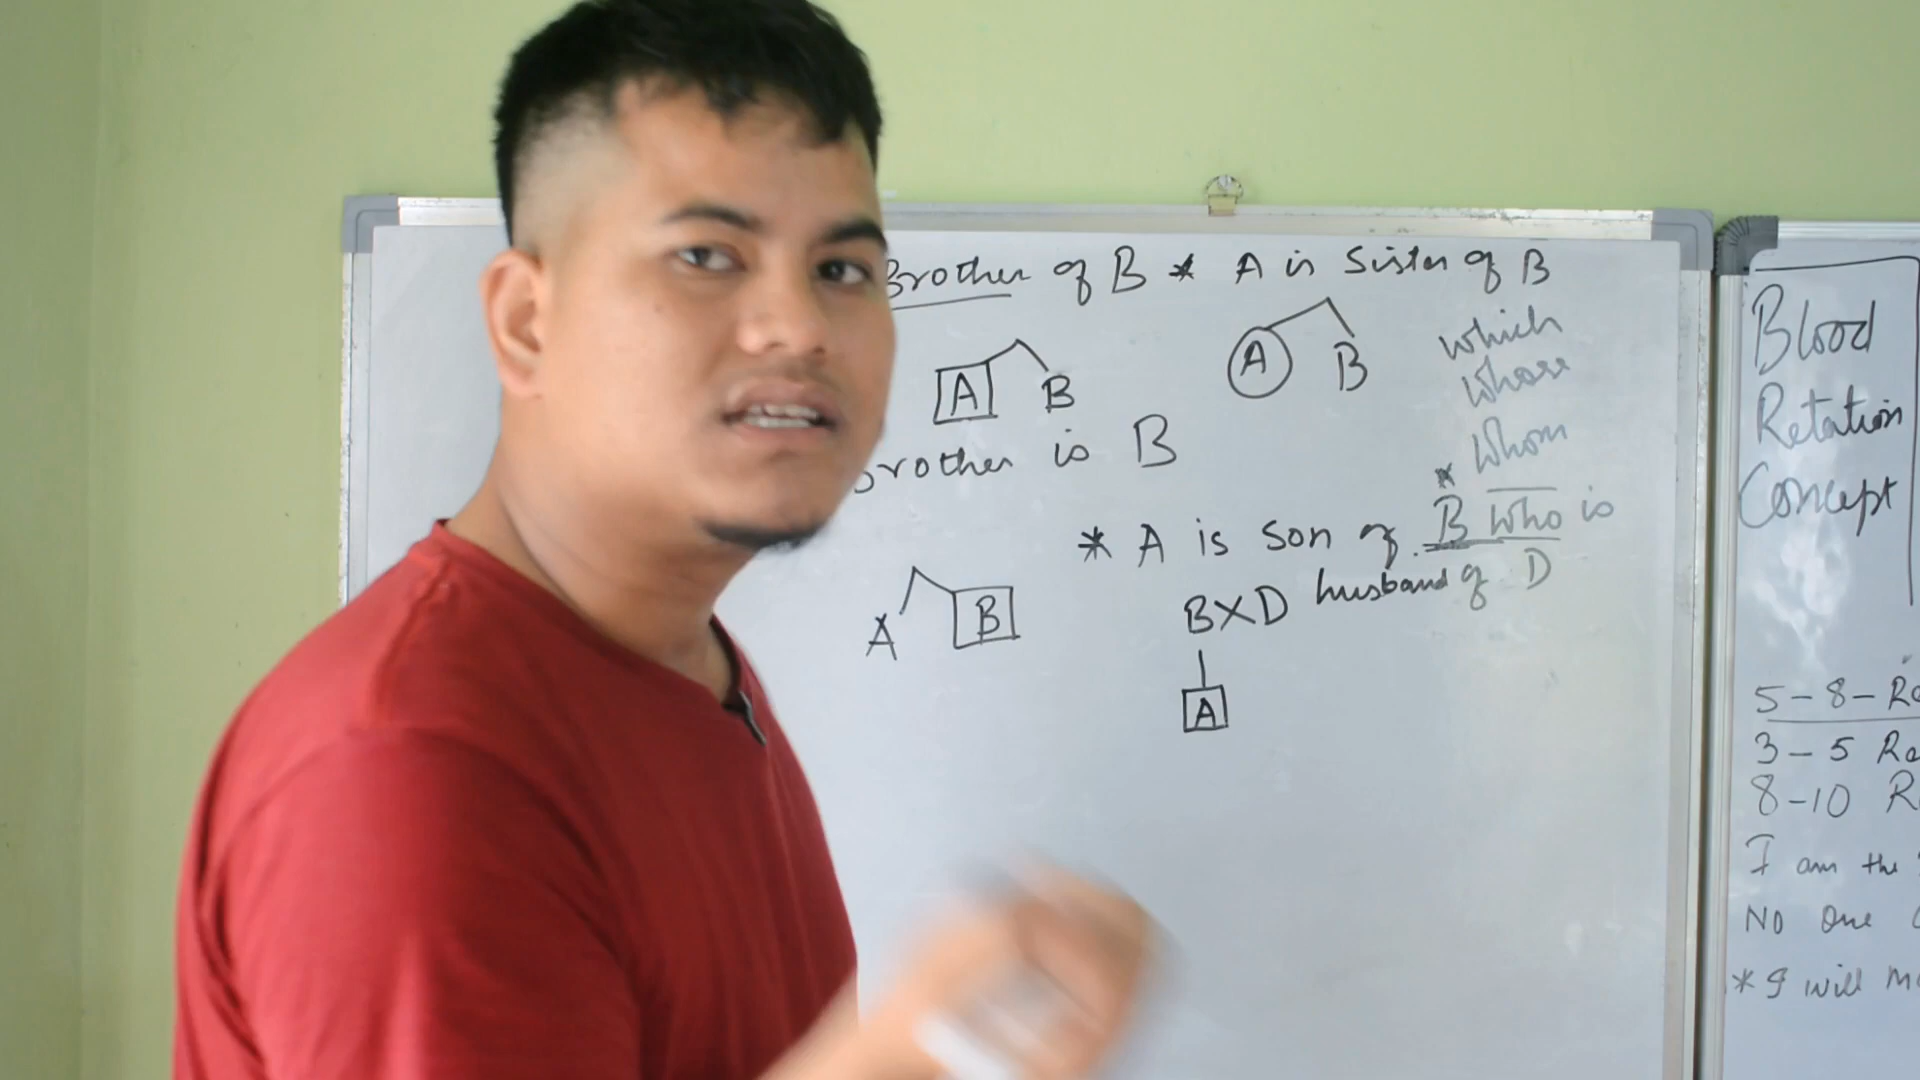 Brother of B * A is Sister of B
A B
A B
which
whose
whom
Brother is B
* A is son of B who is
husband of D
B X D
A
A B
Blood
Retation
Concept
5-8-
3-5
8-10
I am the
NO One
* I will